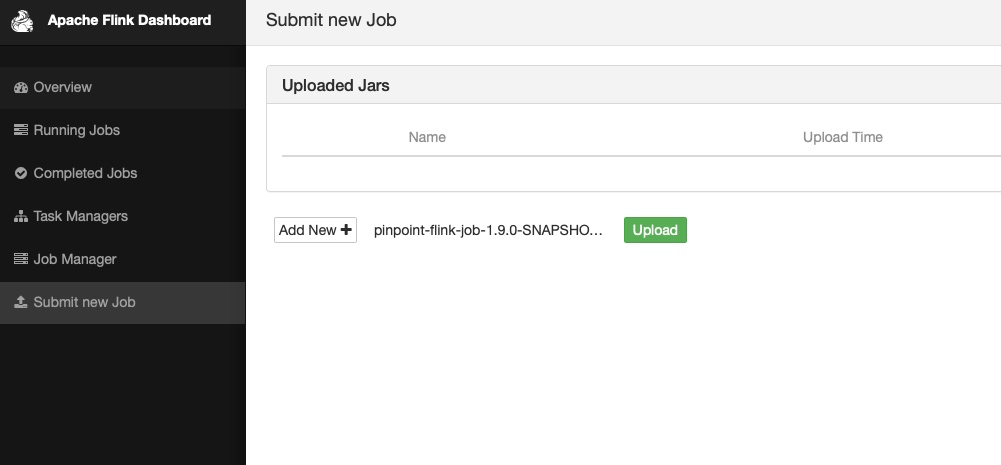 Apache Flink Dashboard
Overview
Running Jobs
Completed Jobs
Task Managers
Job Manager
Submit new Job
Submit new Job
Uploaded Jars
Name Upload Time
Add New pinpoint-flink-job-1.9.0-SNAPSHO... Upload